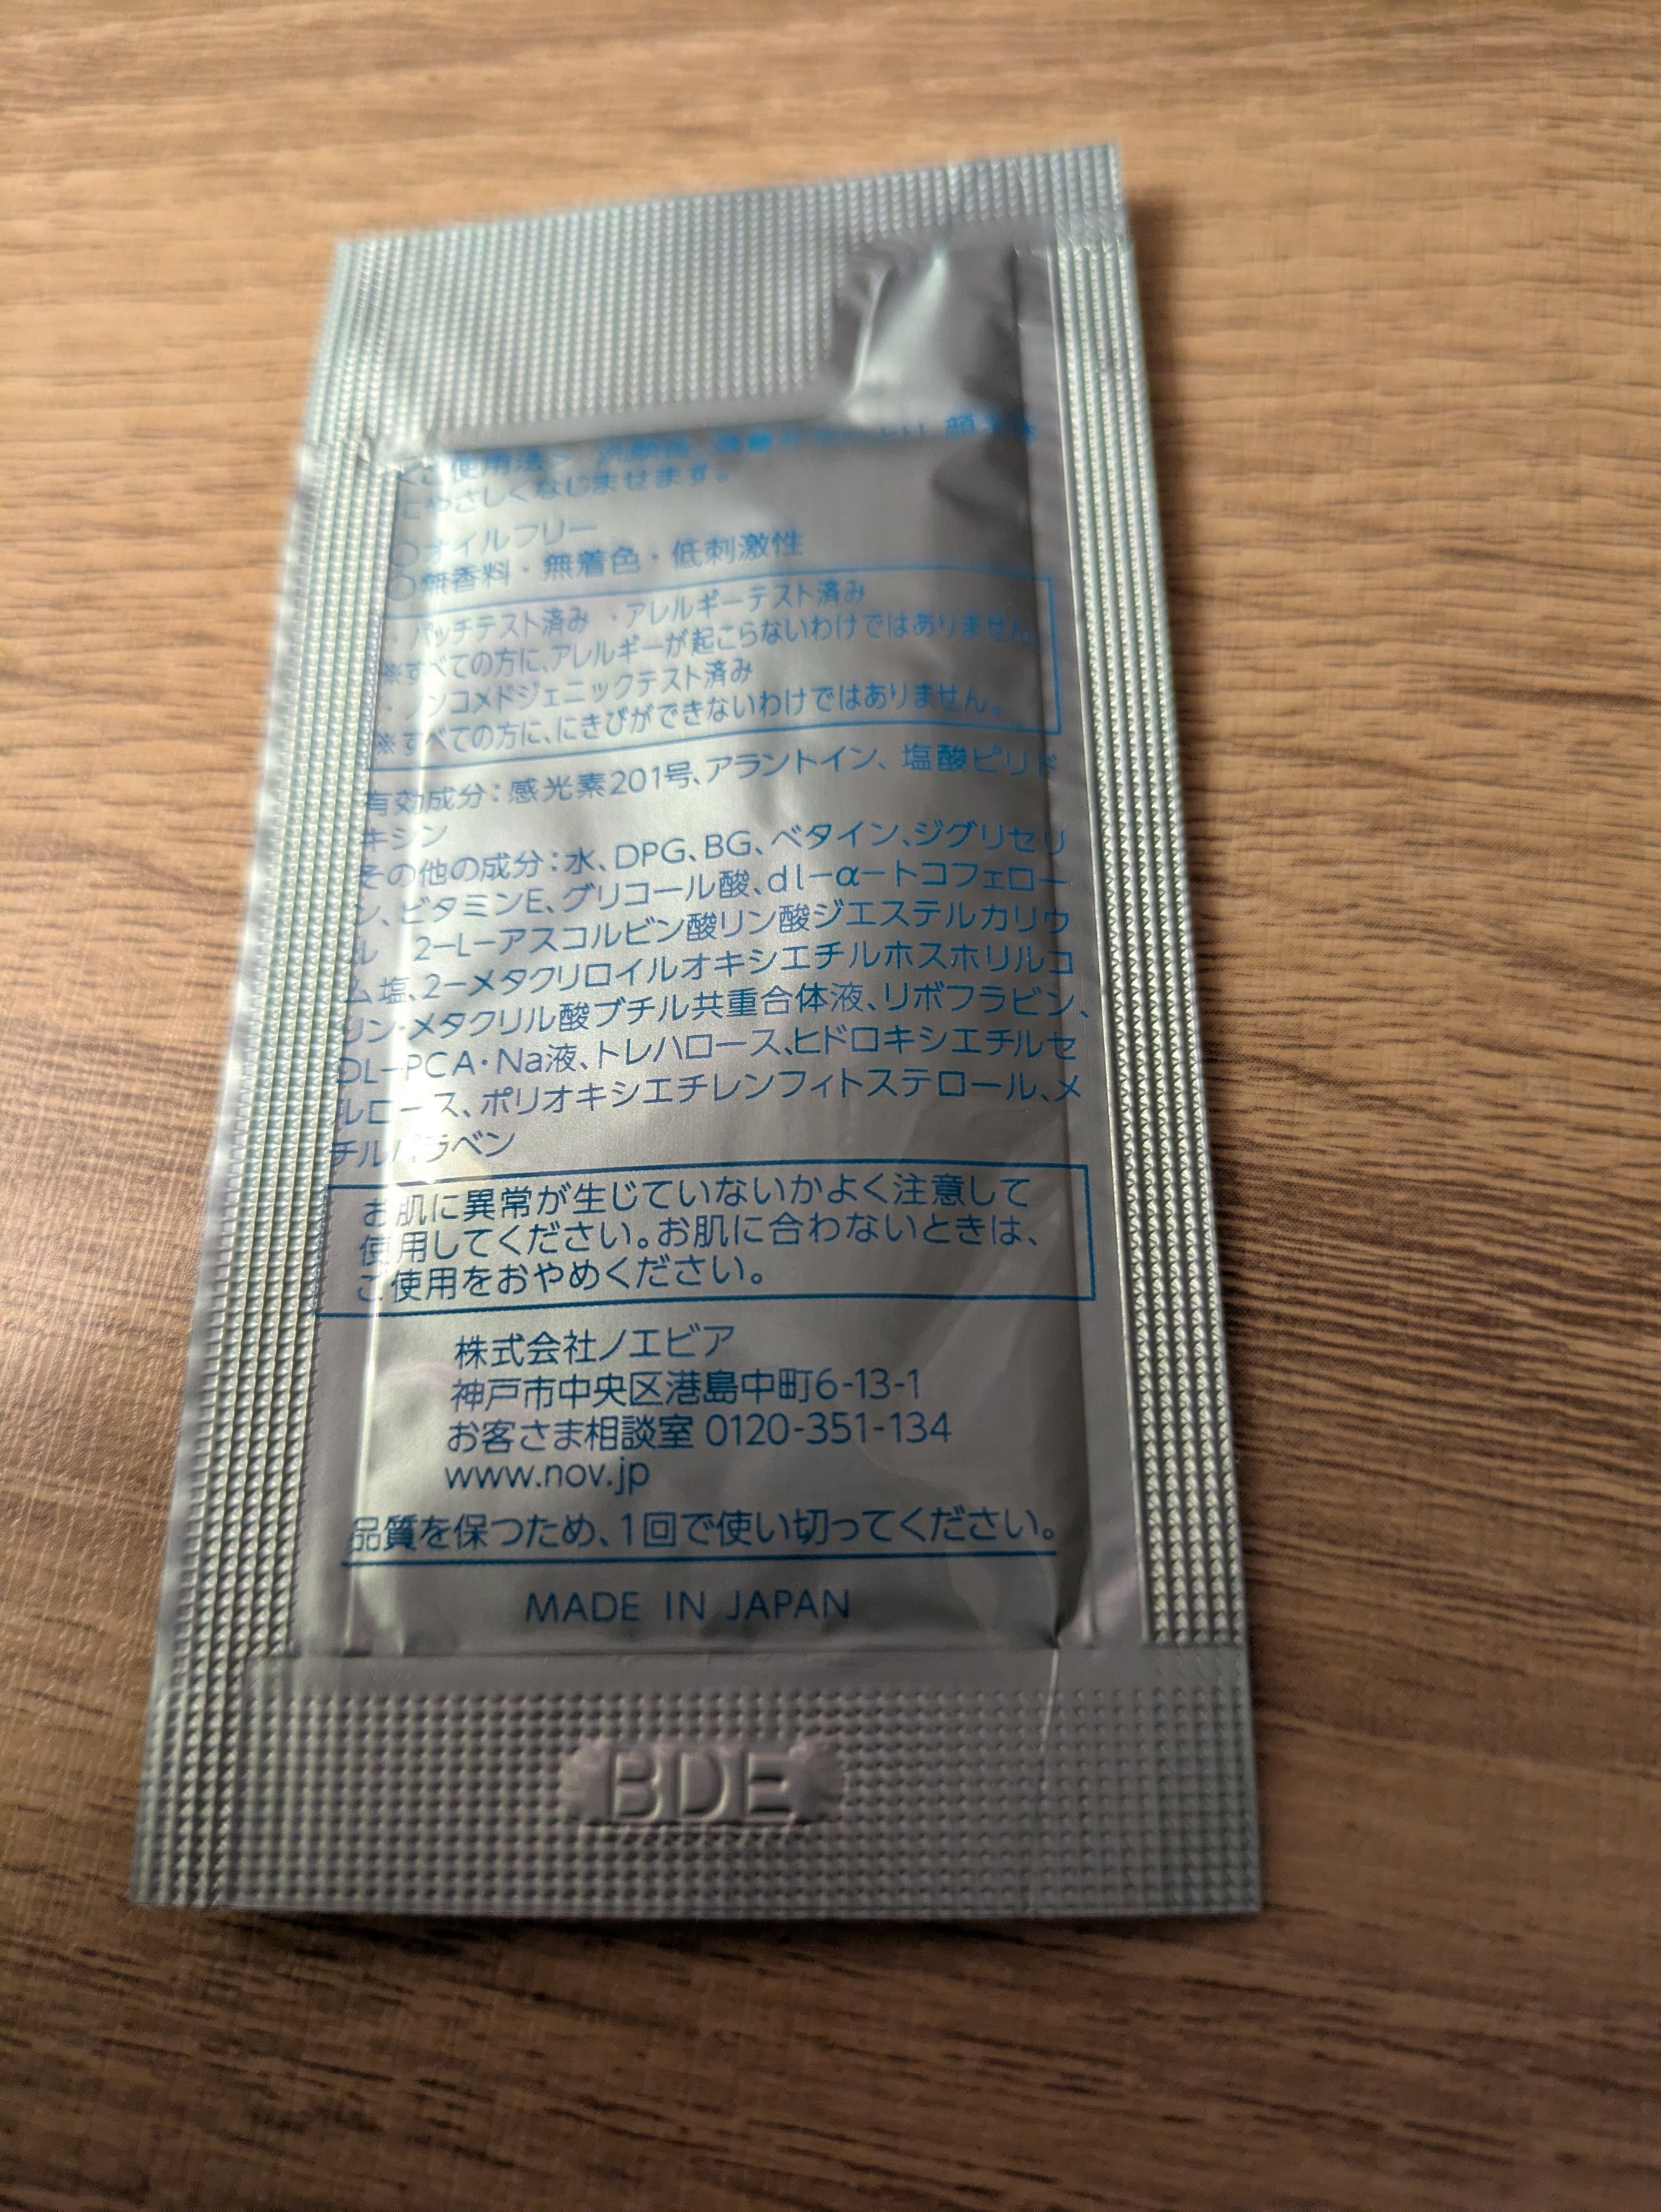 <ご使用法> 洗顔後、適量を手にとり、顔全体
にやさしくなじませます。
○オイルフリー
○無香料・無着色・低刺激性
・パッチテスト済み ・アレルギーテスト済み
※すべての方に、アレルギーが起こらないわけではありません。
・ノンコメドジェニックテスト済み
※すべての方に、にきびができないわけではありません。
有効成分：感光素201号、アラントイン、塩酸ピリド
キシン
その他の成分：水、DPG、BG、ベタイン、ジグリセリ
ン、ビタミンE、グリコール酸、dl－α－トコフェロー
ル 2－L－アスコルビン酸リン酸ジエステルカリウ
ム塩、2－メタクリロイルオキシエチルホスホリルコ
リン・メタクリル酸ブチル共重合体液、リボフラビン、
DL－PCA・Na液、トレハロース、ヒドロキシエチルセ
ルロース、ポリオキシエチレンフィトステロール、メ
チルパラベン
お肌に異常が生じていないかよく注意して
使用してください。お肌に合わないときは、
ご使用をおやめください。
株式会社ノエビア
神戸市中央区港島中町6-13-1
お客さま相談室 0120-351-134
www.nov.jp
品質を保つため、1回で使い切ってください。
MADE IN JAPAN
BDE